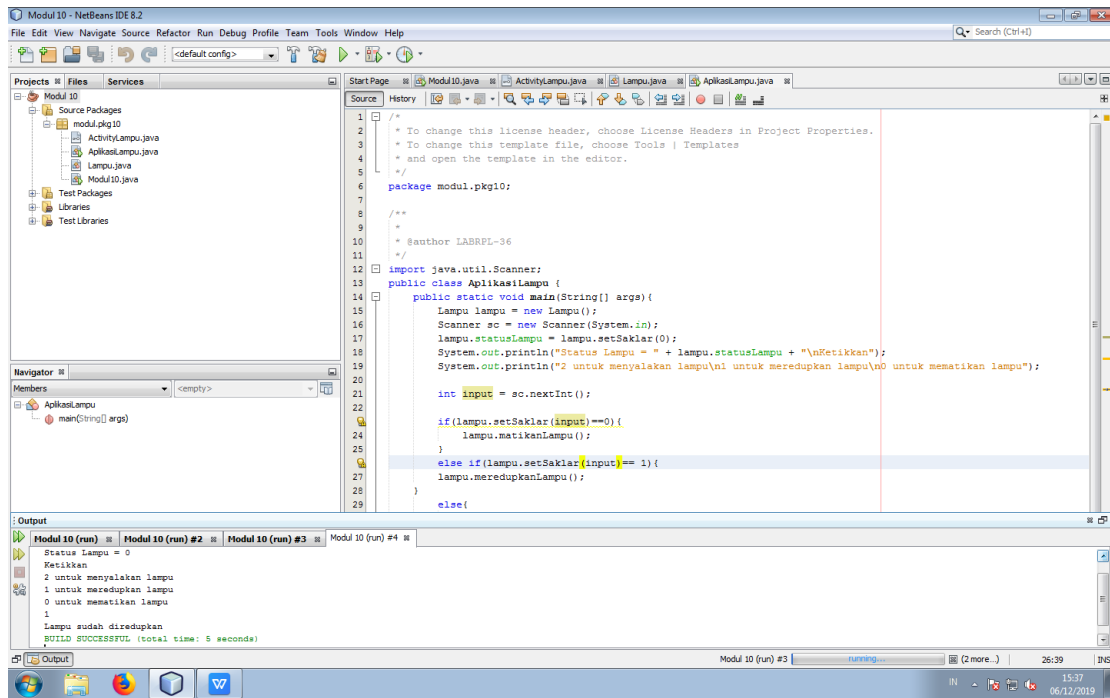 Modul 10 - NetBeans IDE 8.2
File Edit View Navigate Source Refactor Run Debug Profile Team Tools Window Help
Search (Ctrl+I)
<default config>
Projects Files Services
Start Page Modul10.java ActivityLampu.java Lampu.java AplikasiLampu.java
Source History
Modul 10
Source Packages
modul.pkg10
ActivityLampu.java
AplikasiLampu.java
Lampu.java
Modul10.java
Test Packages
Libraries
Test Libraries
Navigator
Members <empty>
AplikasiLampu
main(String[] args)
1 /*
2 * To change this license header, choose License Headers in Project Properties.
3 * To change this template file, choose Tools | Templates
4 * and open the template in the editor.
5 */
6 package modul.pkg10;
7
8 /**
9 *
10 * @author LABRPL-36
11 */
12 import java.util.Scanner;
13 public class AplikasiLampu {
14 public static void main(String[] args){
15 Lampu lampu = new Lampu();
16 Scanner sc = new Scanner(System.in);
17 lampu.statusLampu = lampu.setSaklar(0);
18 System.out.println("Status Lampu = " + lampu.statusLampu + "\nKetikkan");
19 System.out.println("2 untuk menyalakan lampu\n1 untuk meredupkan lampu\n0 untuk mematikan lampu");
20
21 int input = sc.nextInt();
22
if(lampu.setSaklar(input)==0){
24 lampu.matikanLampu();
25 }
else if(lampu.setSaklar(input)== 1){
27 lampu.meredupkanLampu();
28 }
29 else{
Output
Modul 10 (run) Modul 10 (run) #2 Modul 10 (run) #3 Modul 10 (run) #4
Status Lampu = 0
Ketikkan
2 untuk menyalakan lampu
1 untuk meredupkan lampu
0 untuk mematikan lampu
1
Lampu sudah diredupkan
BUILD SUCCESSFUL (total time: 5 seconds)
Output
Modul 10 (run) #3 running... (2 more...) 26:39 INS
IN 15:37
06/12/2019